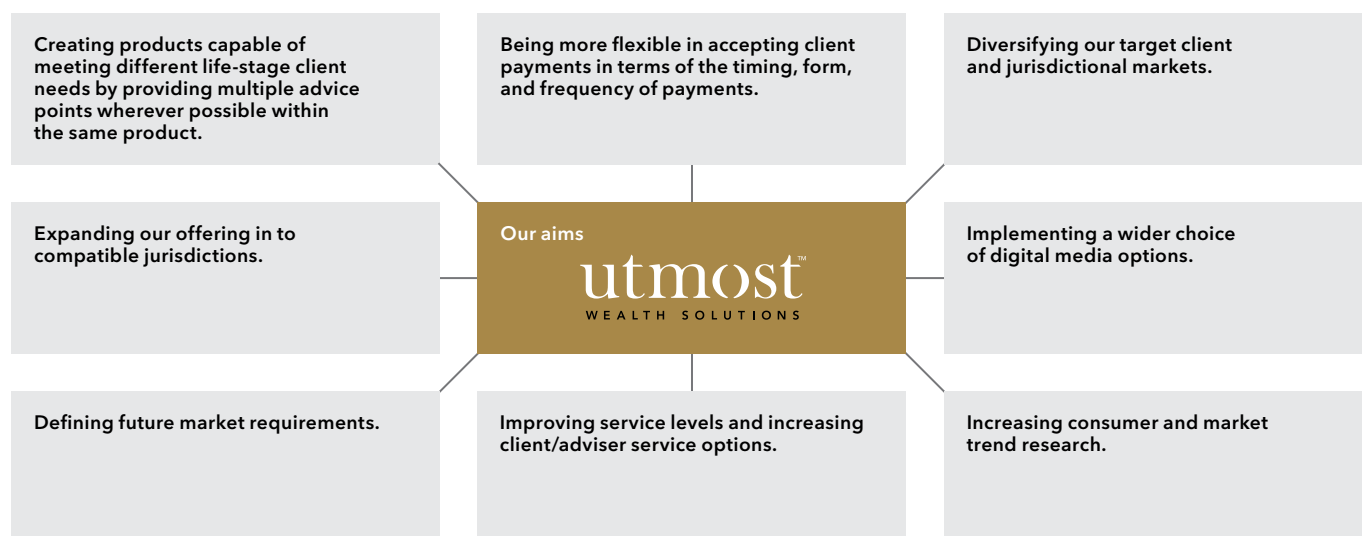 Creating products capable of
meeting different life-stage client
needs by providing multiple advice
points wherever possible within
the same product.
Being more flexible in accepting client
payments in terms of the timing, form,
and frequency of payments.
Diversifying our target client
and jurisdictional markets.
Expanding our offering in to
compatible jurisdictions.
Our aims
utmost™
WEALTH SOLUTIONS
Implementing a wider choice
of digital media options.
Defining future market requirements.
Improving service levels and increasing
client/adviser service options.
Increasing consumer and market
trend research.